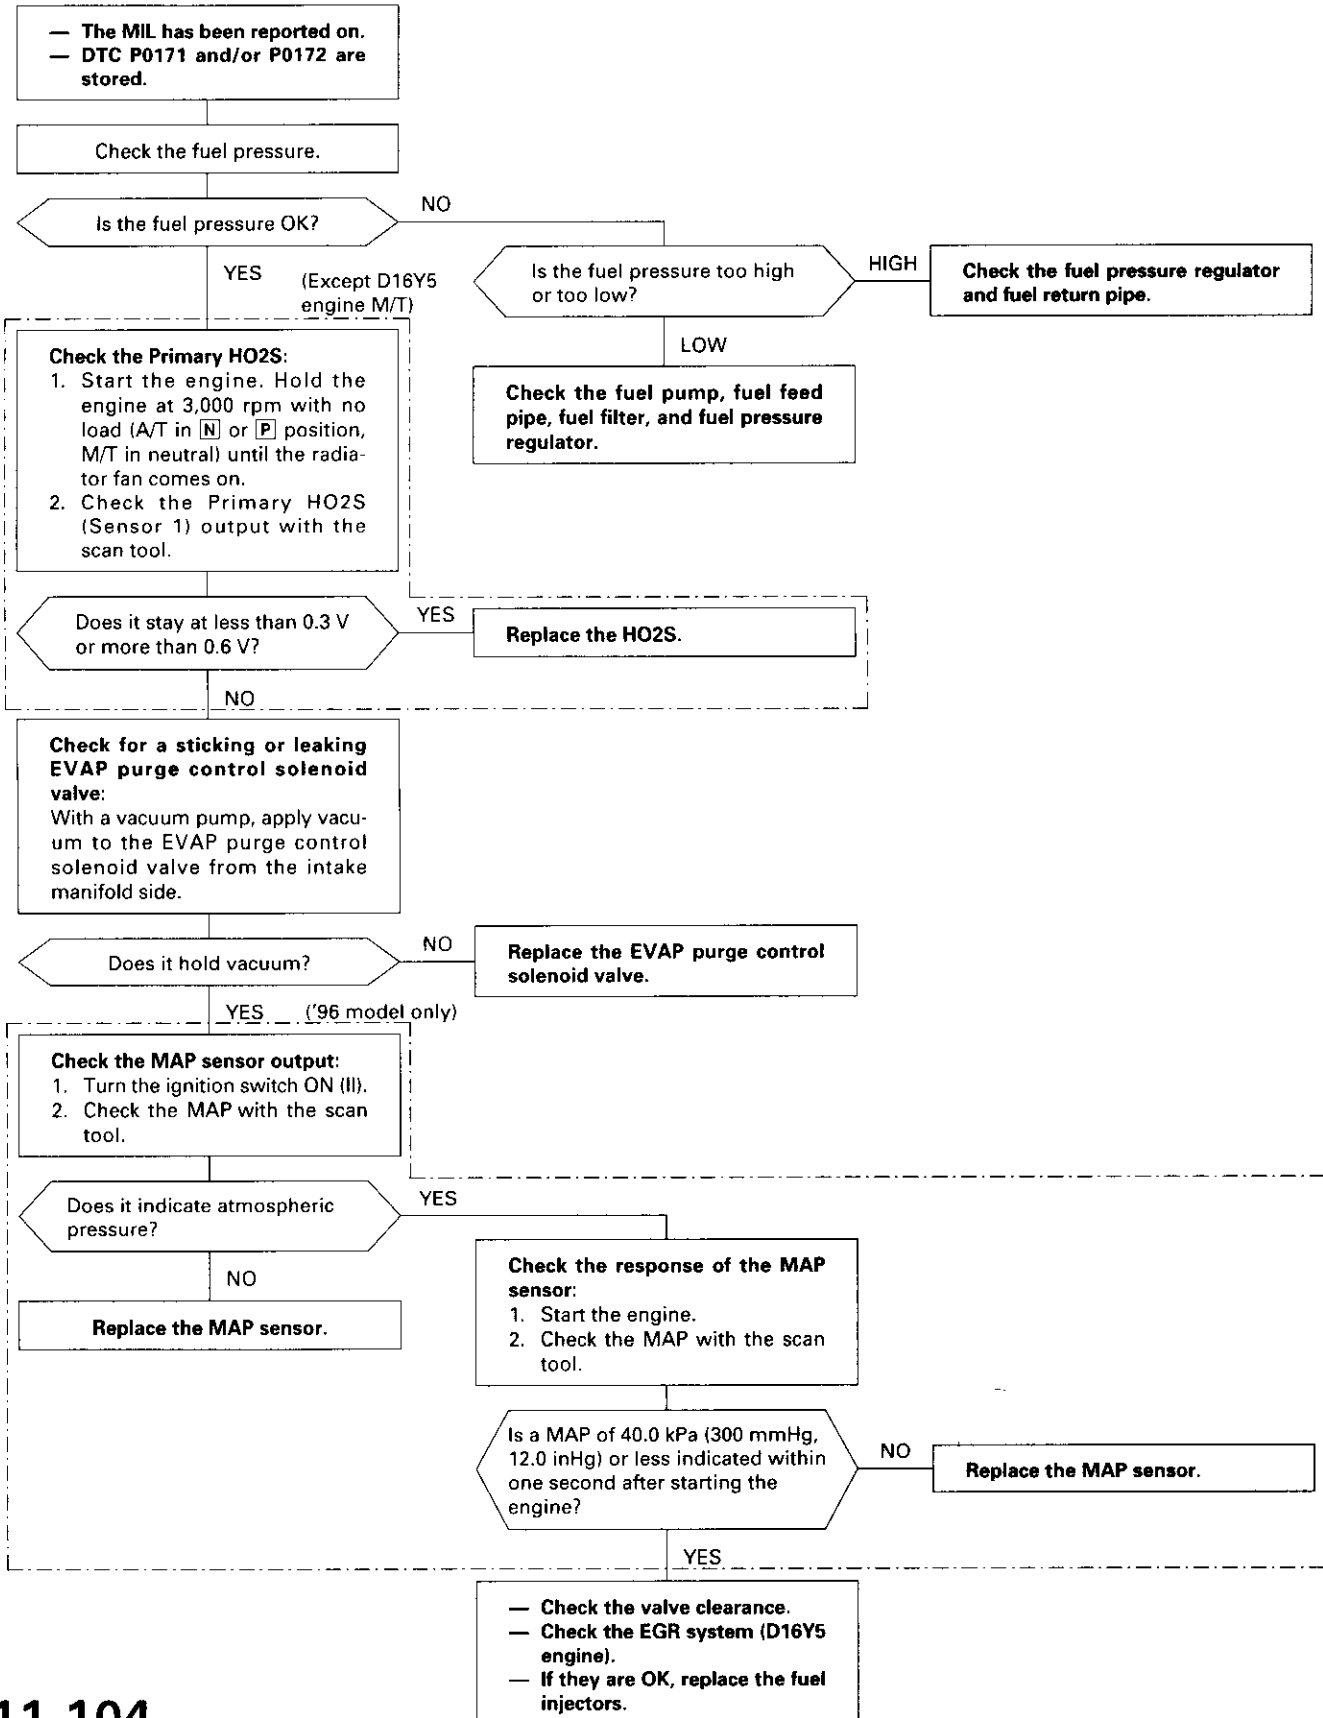 — The MIL has been reported on.
— DTC P0171 and/or P0172 are
stored.
Check the fuel pressure.
Is the fuel pressure OK?
NO
YES
(Except D16Y5
engine M/T)
Is the fuel pressure too high
or too low?
HIGH
Check the fuel pressure regulator
and fuel return pipe.
LOW
Check the fuel pump, fuel feed
pipe, fuel filter, and fuel pressure
regulator.
Check the Primary HO2S:
1. Start the engine. Hold the
engine at 3,000 rpm with no
load (A/T in N or P position,
M/T in neutral) until the radia-
tor fan comes on.
2. Check the Primary HO2S
(Sensor 1) output with the
scan tool.
Does it stay at less than 0.3 V
or more than 0.6 V?
YES
Replace the HO2S.
NO
Check for a sticking or leaking
EVAP purge control solenoid
valve:
With a vacuum pump, apply vacu-
um to the EVAP purge control
solenoid valve from the intake
manifold side.
Does it hold vacuum?
NO
Replace the EVAP purge control
solenoid valve.
YES
('96 model only)
Check the MAP sensor output:
1. Turn the ignition switch ON (II).
2. Check the MAP with the scan
tool.
Does it indicate atmospheric
pressure?
YES
NO
Replace the MAP sensor.
Check the response of the MAP
sensor:
1. Start the engine.
2. Check the MAP with the scan
tool.
Is a MAP of 40.0 kPa (300 mmHg,
12.0 inHg) or less indicated within
one second after starting the
engine?
NO
Replace the MAP sensor.
YES
— Check the valve clearance.
— Check the EGR system (D16Y5
engine).
— If they are OK, replace the fuel
injectors.
11-104